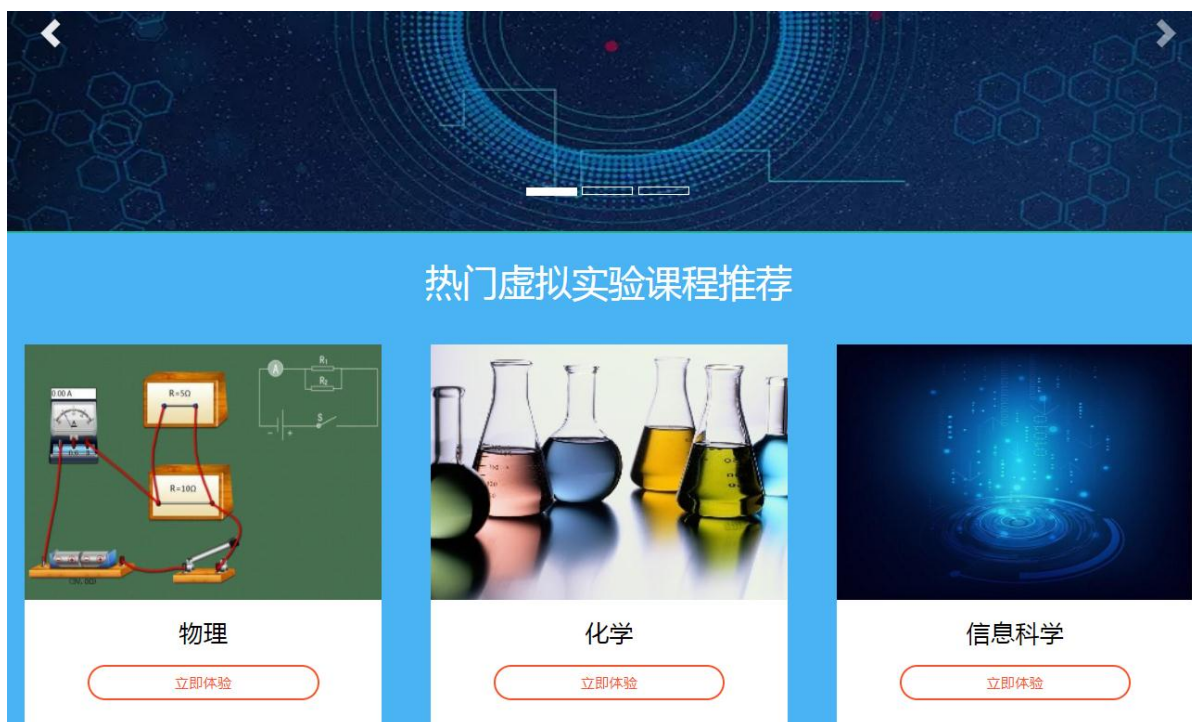 热门虚拟实验课程推荐
0.00 A
R=5Ω
R=10Ω
A
R₁
R₂
S
- +
物理
化学
信息科学
立即体验
立即体验
立即体验